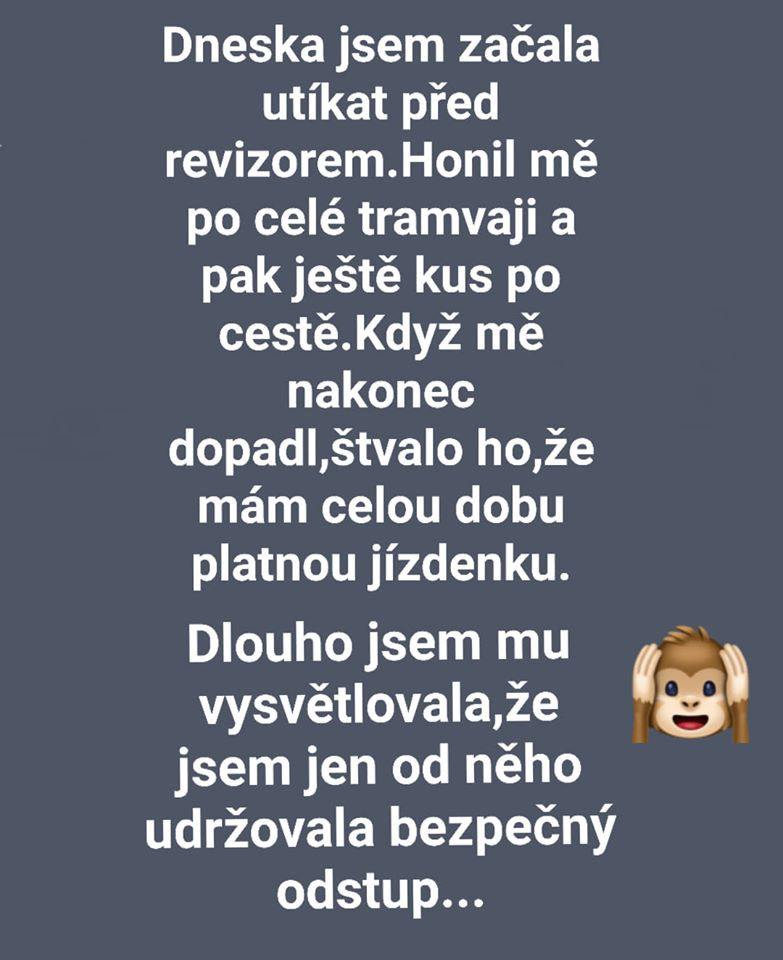 Dneska jsem začala
utíkat před
revizorem.Honil mě
po celé tramvaji a
pak ještě kus po
cestě.Když mě
nakonec
dopadl,štvalo ho,že
mám celou dobu
platnou jízdenku.
Dlouho jsem mu
vysvětlovala,že
jsem jen od něho
udržovala bezpečný
odstup...